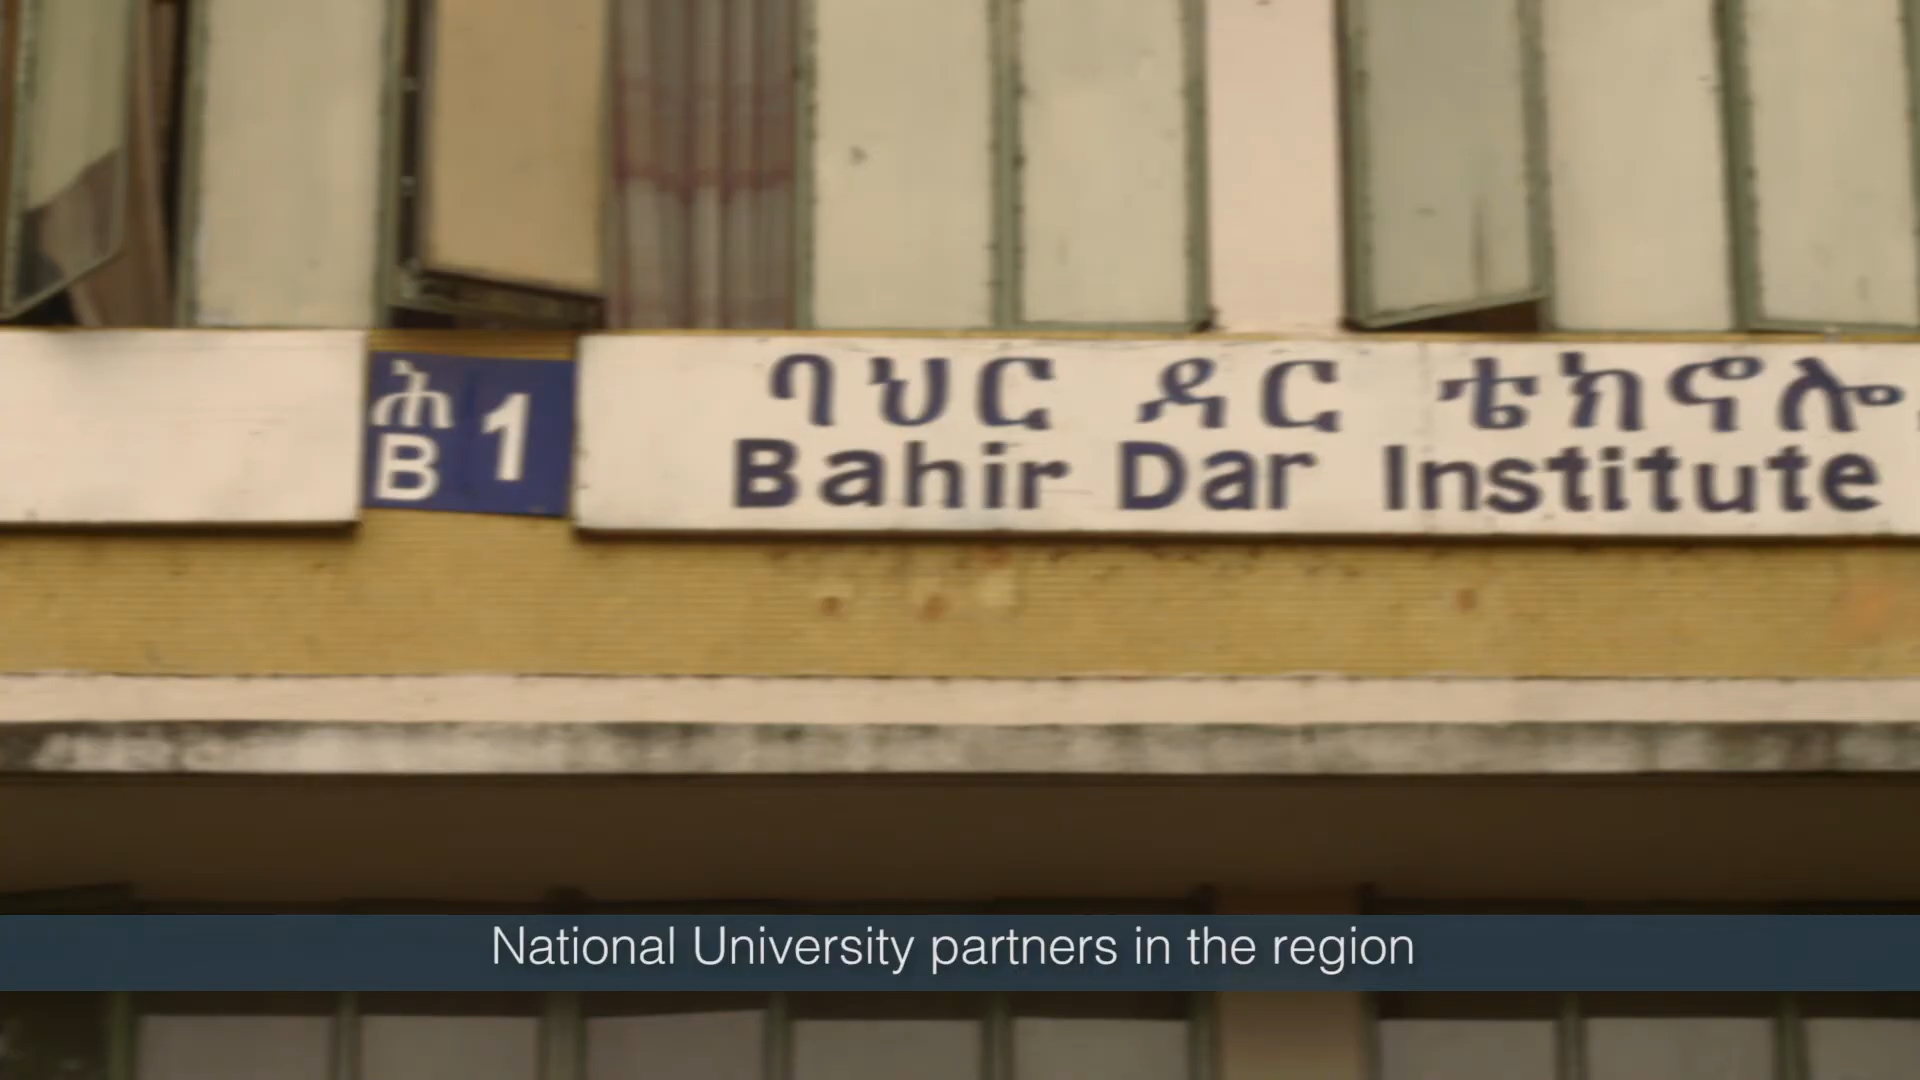 ሕ
B 1
ባህር ዳር ቴክኖሎ
Bahir Dar Institute
National University partners in the region